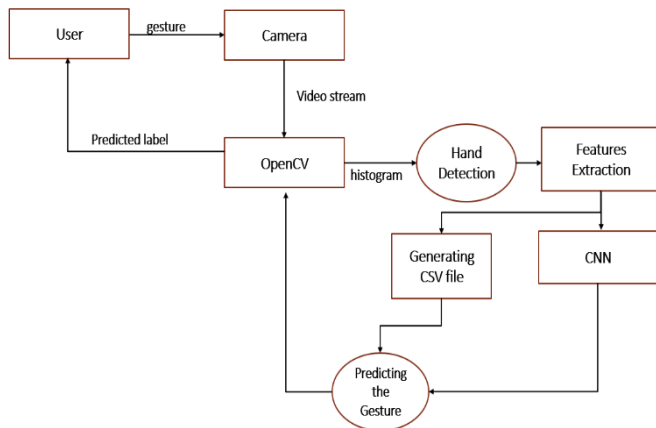 User
gesture
Camera
Video stream
Predicted label
OpenCV
histogram
Hand
Detection
Features
Extraction
Generating
CSV file
CNN
Predicting
the
Gesture